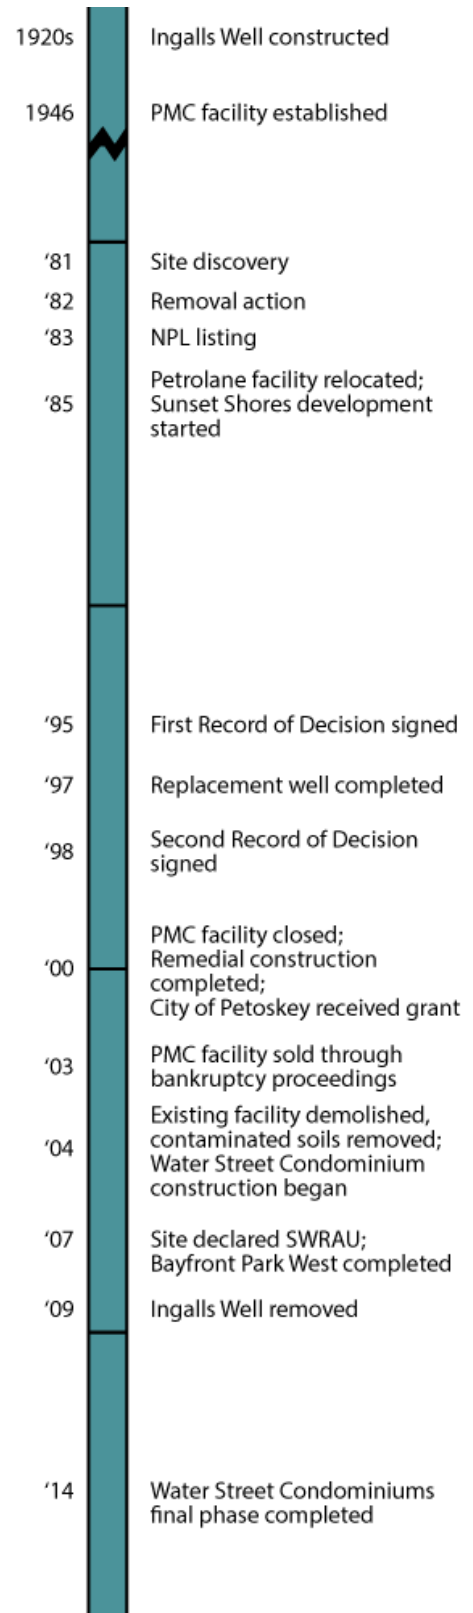 1920s Ingalls Well constructed
1946 PMC facility established
‘81 Site discovery
‘82 Removal action
‘83 NPL listing
Petrolane facility relocated;
‘85 Sunset Shores development
started
‘95 First Record of Decision signed
‘97 Replacement well completed
‘98 Second Record of Decision
signed
PMC facility closed;
Remedial construction
‘00 completed;
City of Petoskey received grant
‘03 PMC facility sold through
bankruptcy proceedings
Existing facility demolished,
‘04 contaminated soils removed;
Water Street Condominium
construction began
‘07 Site declared SWRAU;
Bayfront Park West completed
‘09 Ingalls Well removed
‘14 Water Street Condominiums
final phase completed